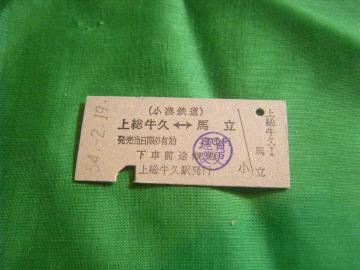 54.-2.19.
(小湊鉄道)
上総牛久↔馬立
発売当日限り有効
下車前途
上総牛久駅発行
上総牛久
馬立
小